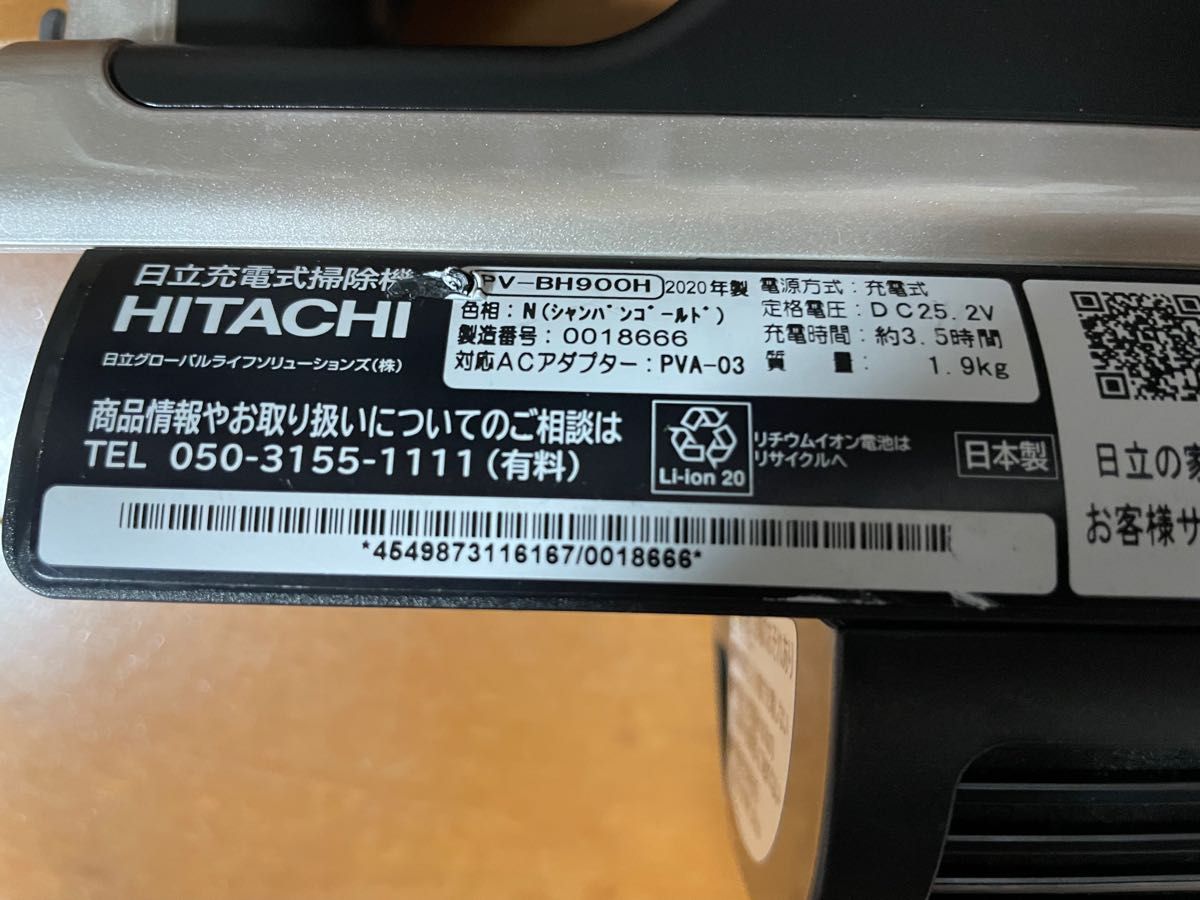 日立充電式掃除機
HITACHI
日立グローバルライフソリューションズ(株)
PV-BH900H 2020年製
色相:N(シャンパンゴールド)
製造番号:0018666
対応ACアダプター:PVA-03
電源方式:充電式
定格電圧:DC25.2V
充電時間:約3.5時間
質量: 1.9kg
商品情報やお取り扱いについてのご相談は
TEL 050-3155-1111(有料)
Li-ion 20
リチウムイオン電池は
リサイクルへ
日本製
*4549873116167/0018666*
日立の家
お客様サ